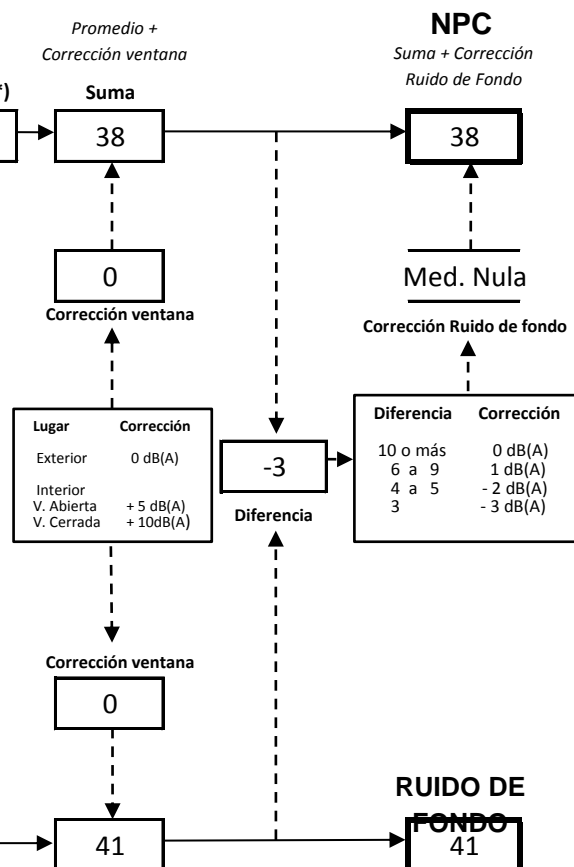 Promedio +
Corrección ventana
NPC
Suma + Corrección
Ruido de Fondo
*)
Suma
38
38
0
Corrección ventana
Med. Nula
Corrección Ruido de fondo
Lugar Corrección
Exterior 0 dB(A)
Interior
V. Abierta + 5 dB(A)
V. Cerrada + 10dB(A)
-3
Diferencia
Diferencia Corrección
10 o más 0 dB(A)
6 a 9 1 dB(A)
4 a 5 - 2 dB(A)
3 - 3 dB(A)
Corrección ventana
0
RUIDO DE
FONDO
41
41